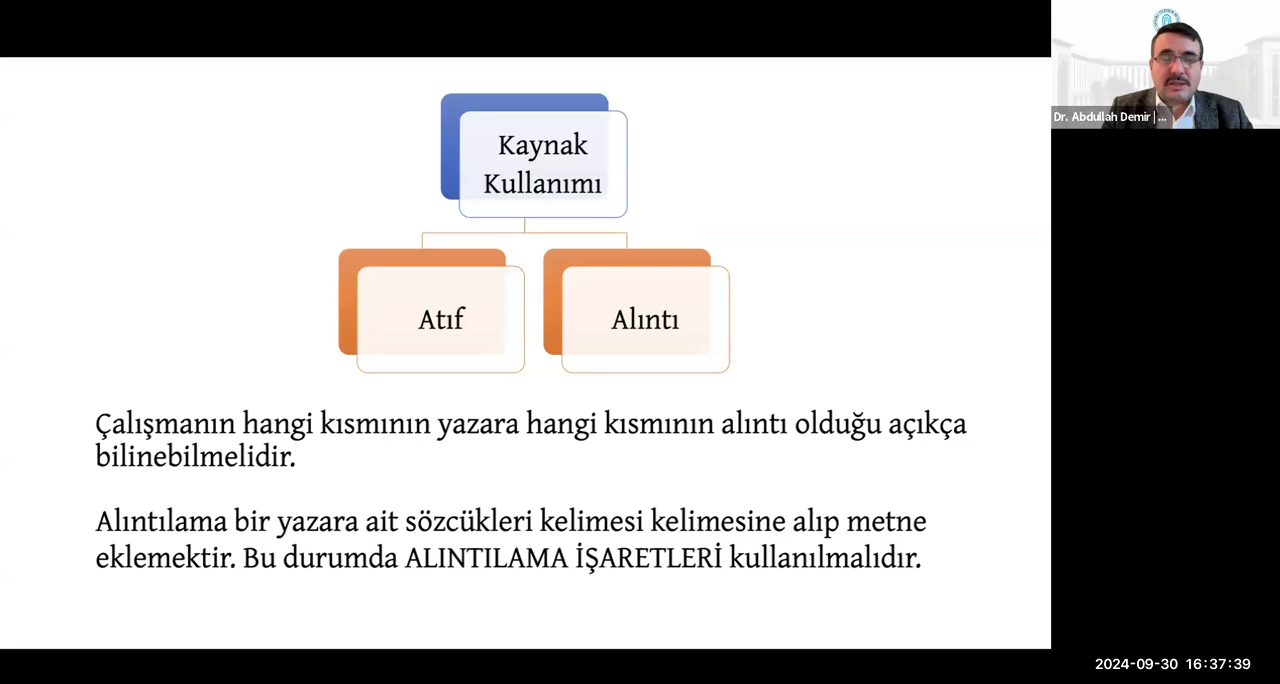 Kaynak
Kullanımı
Atıf
Alıntı
Çalışmanın hangi kısmının yazara hangi kısmının alıntı olduğu açıkça
bilinebilmelidir.
Alıntılama bir yazara ait sözcükleri kelimesi kelimesine alıp metne
eklemektir. Bu durumda ALINTILAMA İŞARETLERİ kullanılmalıdır.
Dr. Abdullah Demir | ...
2024-09-30 16:37:39